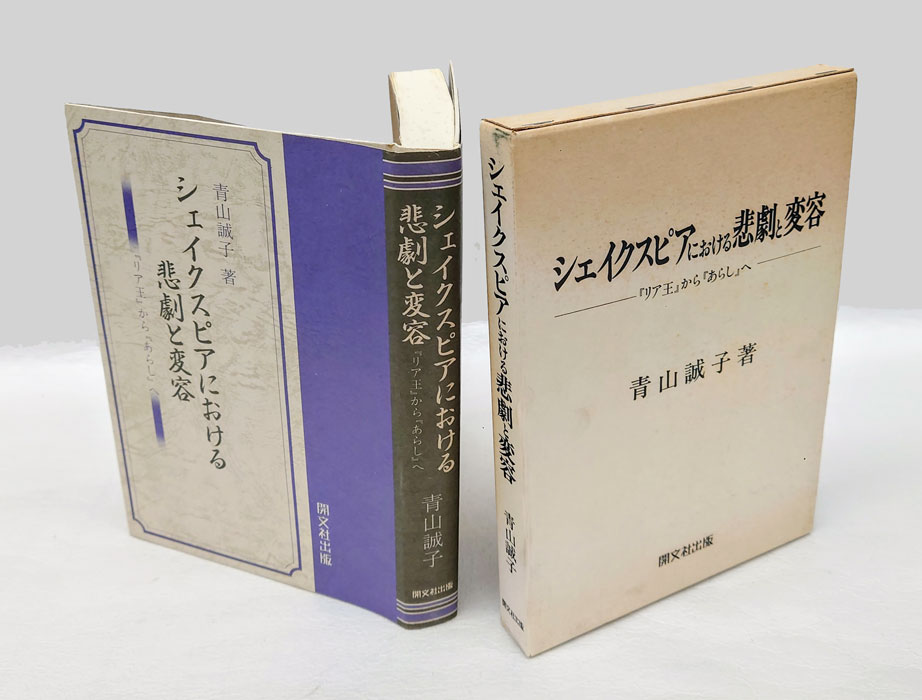 青山誠子 著
シェイクスピアにおける
悲劇と変容
『リア王』から『あらし』へ
開文社出版
シェイクスピアにおける
悲劇と変容
『リア王』から『あらし』へ
青山誠子
開文社出版
シェイクスピアにおける悲劇と変容
青山誠子
開文社出版
シェイクスピアにおける悲劇と変容
『リア王』から『あらし』へ
青山誠子著
開文社出版